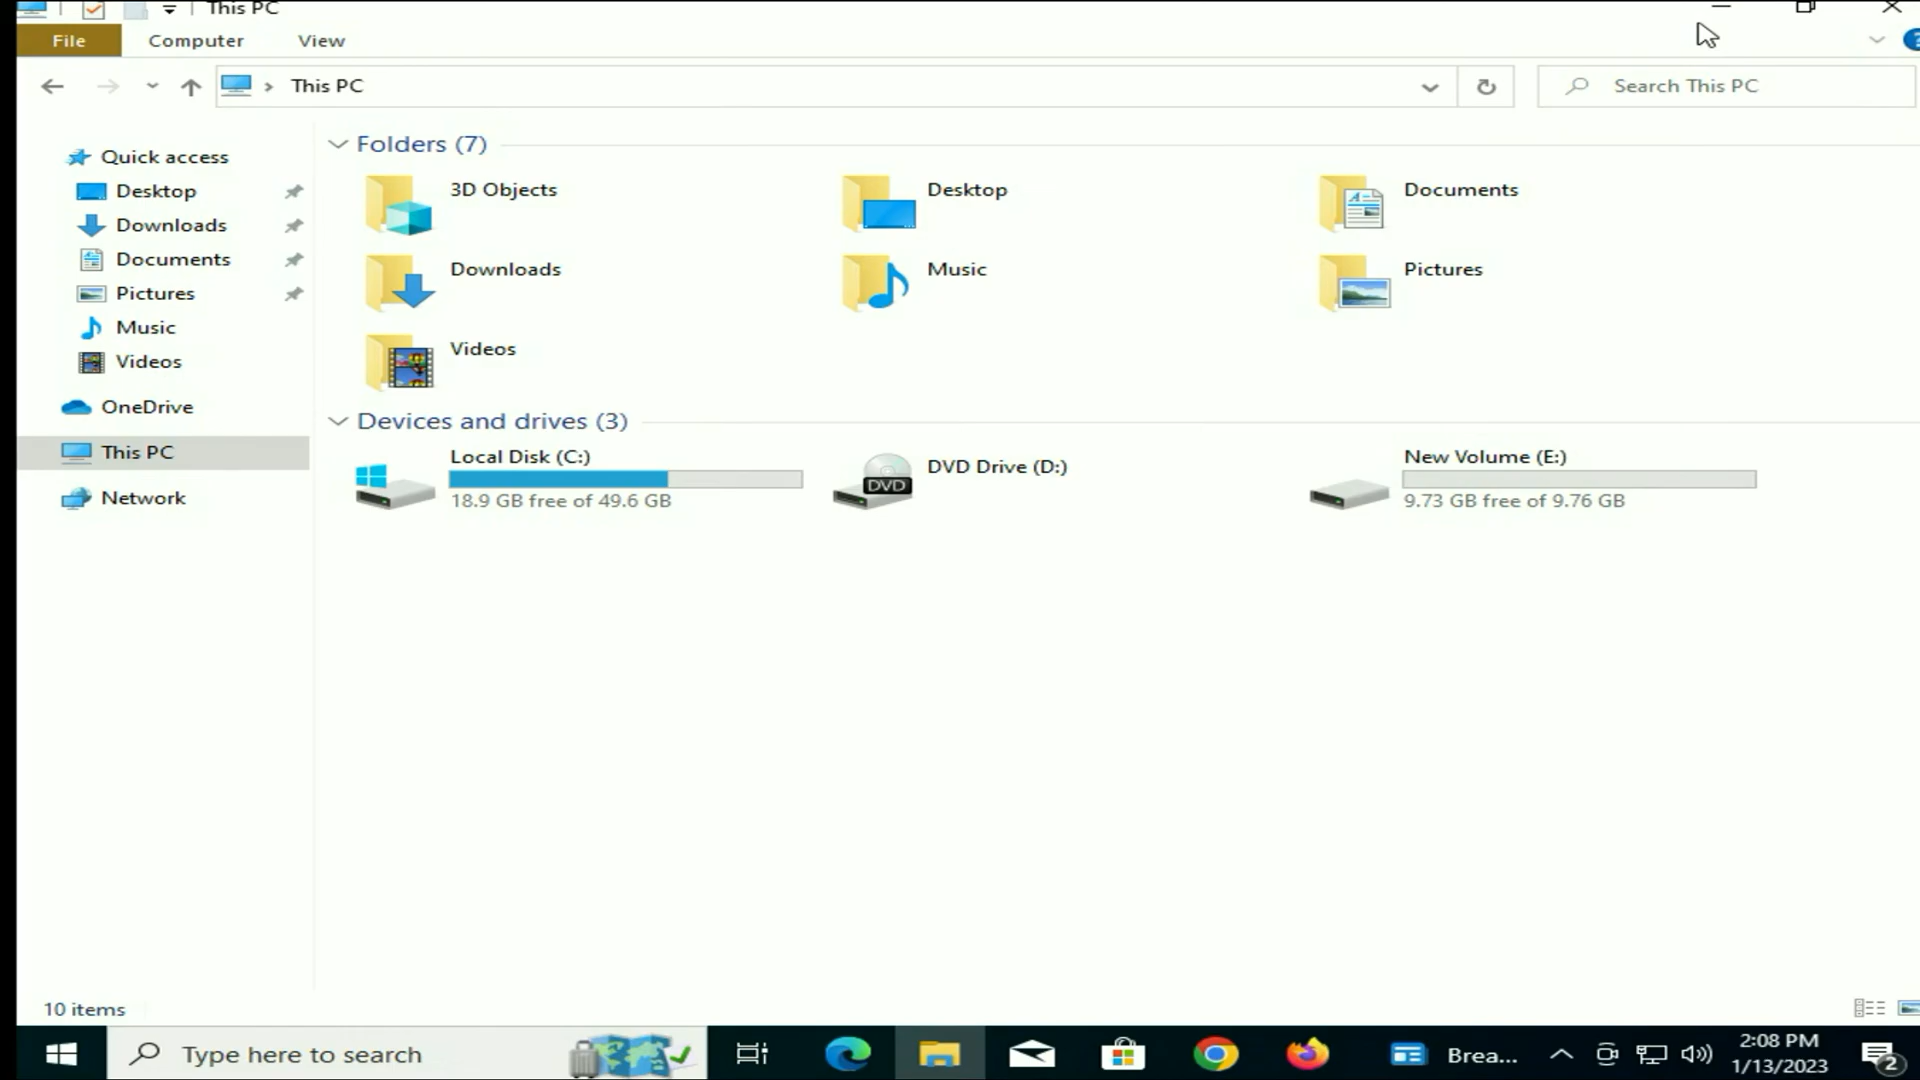 This PC
File Computer View
This PC
Search This PC
Quick access
Desktop
Downloads
Documents
Pictures
Music
Videos
OneDrive
This PC
Network
Folders (7)
3D Objects
Desktop
Documents
Downloads
Music
Pictures
Videos
Devices and drives (3)
Local Disk (C:)
18.9 GB free of 49.6 GB
DVD
DVD Drive (D:)
New Volume (E:)
9.73 GB free of 9.76 GB
10 items
Type here to search
Brea...
2:08 PM
1/13/2023
2